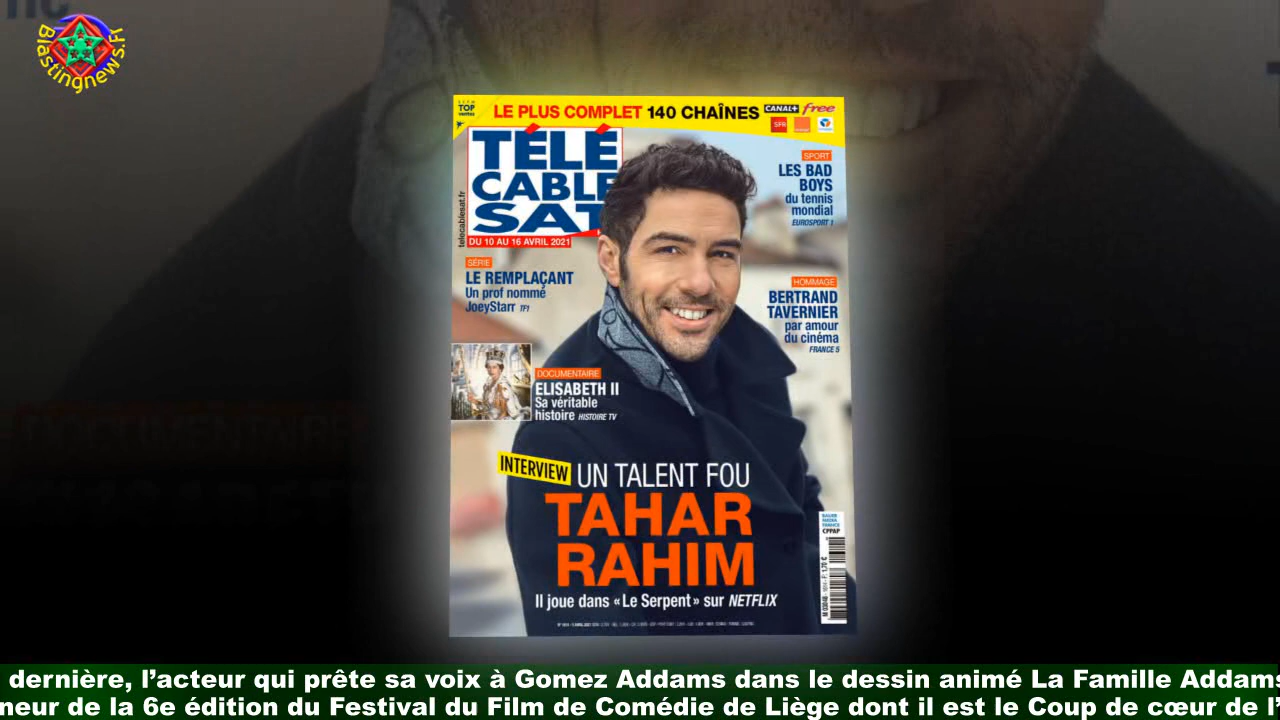 Blastingnews.Fr
TOP
LE PLUS COMPLET 140 CHAÎNES
CANAL+ free
SFR
TÉLÉ
CABLE
SAT
telecablesat.fr
DU 10 AU 16 AVRIL 2021
SPORT
LES BAD
BOYS
du tennis
mondial
EUROSPORT 1
SÉRIE
LE REMPLAÇANT
Un prof nommé
JoeyStarr TF1
HOMMAGE
BERTRAND
TAVERNIER
par amour
du cinéma
FRANCE 5
DOCUMENTAIRE
ELISABETH II
Sa véritable
histoire HISTOIRE TV
INTERVIEW UN TALENT FOU
TAHAR
RAHIM
Il joue dans « Le Serpent » sur NETFLIX
BAUER
MEDIA
FRANCE
CPPAP
dernière, l’acteur qui prête sa voix à Gomez Addams dans le dessin animé La Famille Addams
neur de la 6e édition du Festival du Film de Comédie de Liège dont il est le Coup de cœur de l’